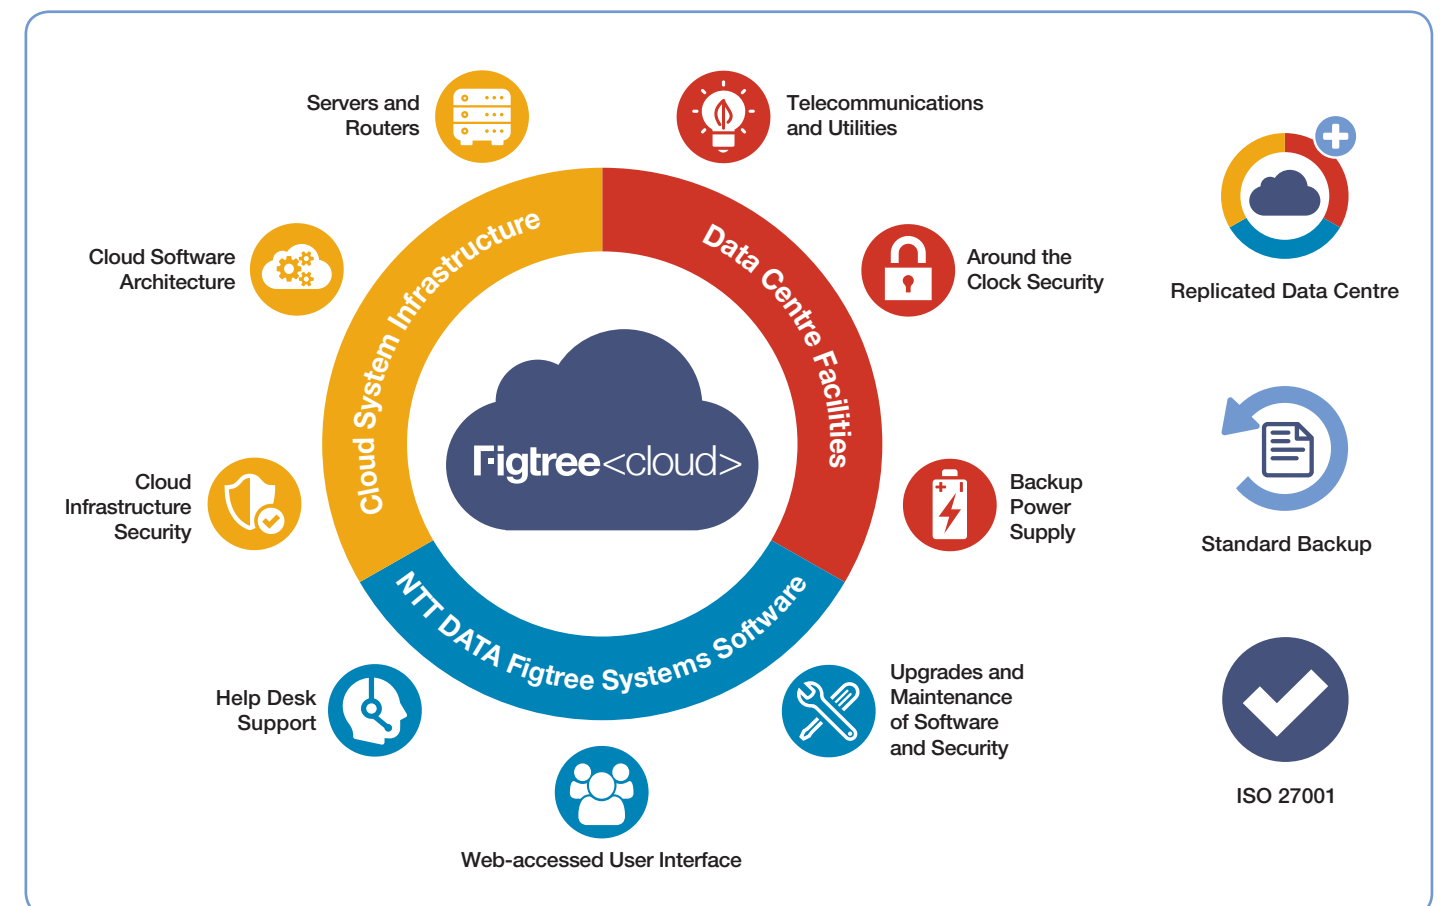 Servers and
Routers
Telecommunications
and Utilities
Cloud Software
Architecture
Around the
Clock Security
Cloud
Infrastructure
Security
Backup
Power
Supply
Help Desk
Support
Upgrades and
Maintenance
of Software
and Security
Web-accessed User Interface
Cloud System Infrastructure
Data Centre Facilities
NTT DATA Figtree Systems Software
Figtree<cloud>
Replicated Data Centre
Standard Backup
ISO 27001